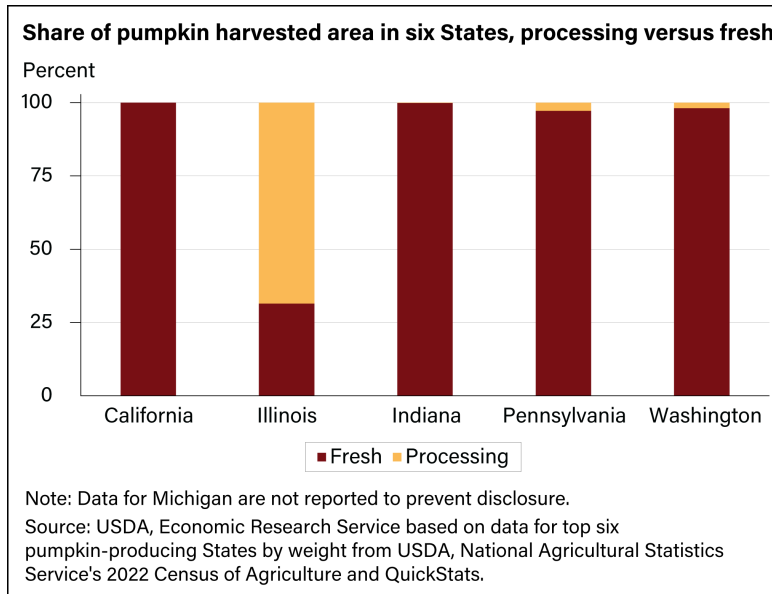 Share of pumpkin harvested area in six States, processing versus fresh
Percent
100
75
50
25
0
California Illinois Indiana Pennsylvania Washington
Fresh Processing
Note: Data for Michigan are not reported to prevent disclosure.
Source: USDA, Economic Research Service based on data for top six
pumpkin-producing States by weight from USDA, National Agricultural Statistics
Service's 2022 Census of Agriculture and QuickStats.